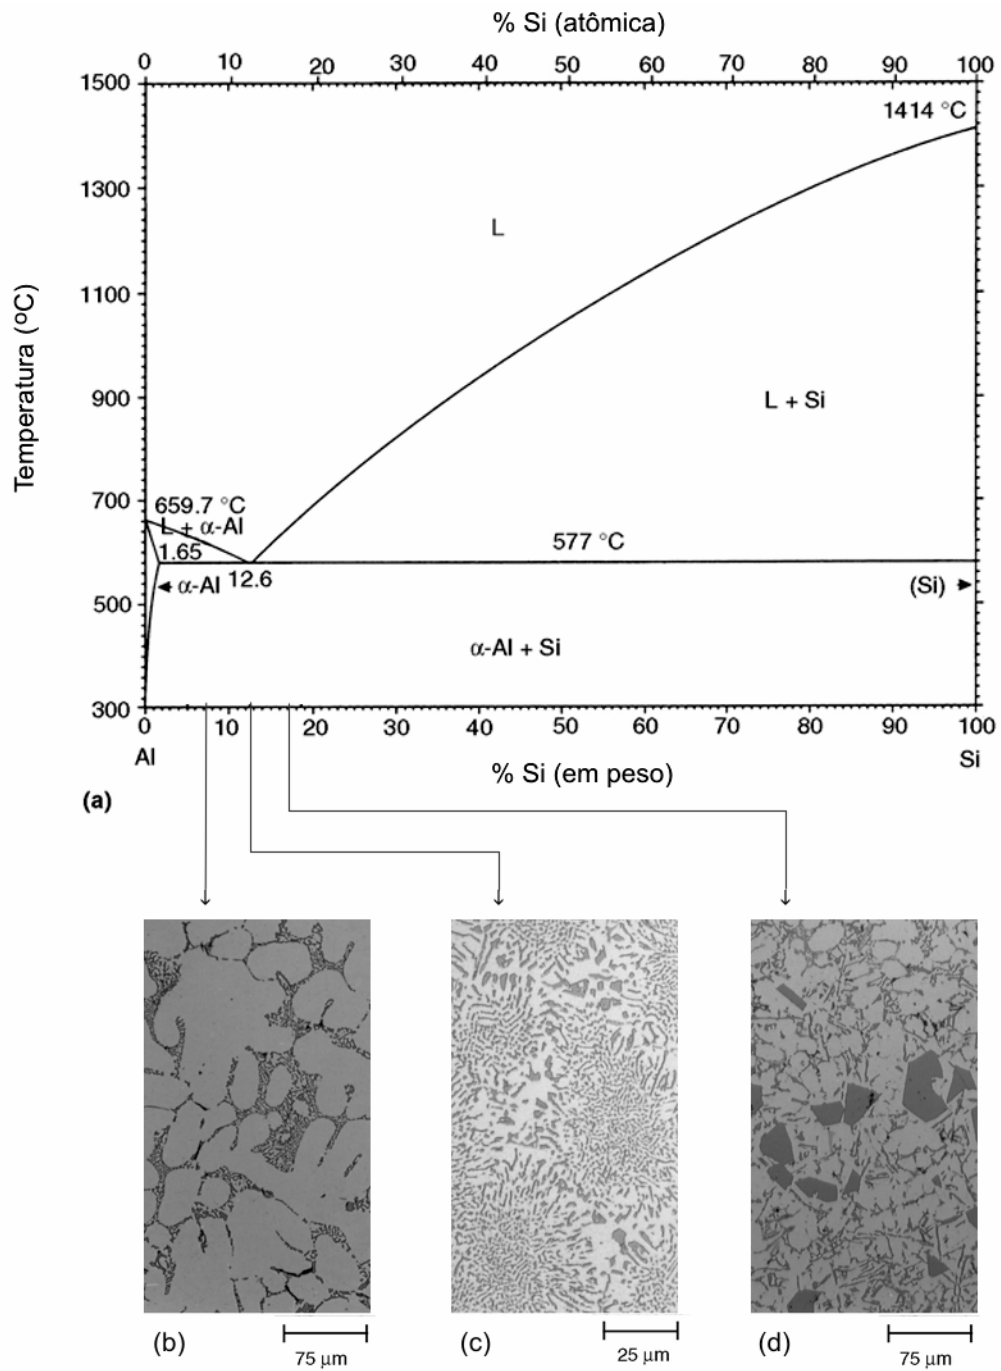 % Si (atômica)
0 10 20 30 40 50 60 70 80 90 100
1500
1414 °C
1300
L
1100
Temperatura (ºC)
900
L + Si
700
659.7 °C
L + α-Al
577 °C
1.65
12.6
α-Al
(Si)
500
α-Al + Si
300
0 10 20 30 40 50 60 70 80 90 100
Al
Si
% Si (em peso)
(a)
(b)
75 μm
(c)
25 μm
(d)
75 μm